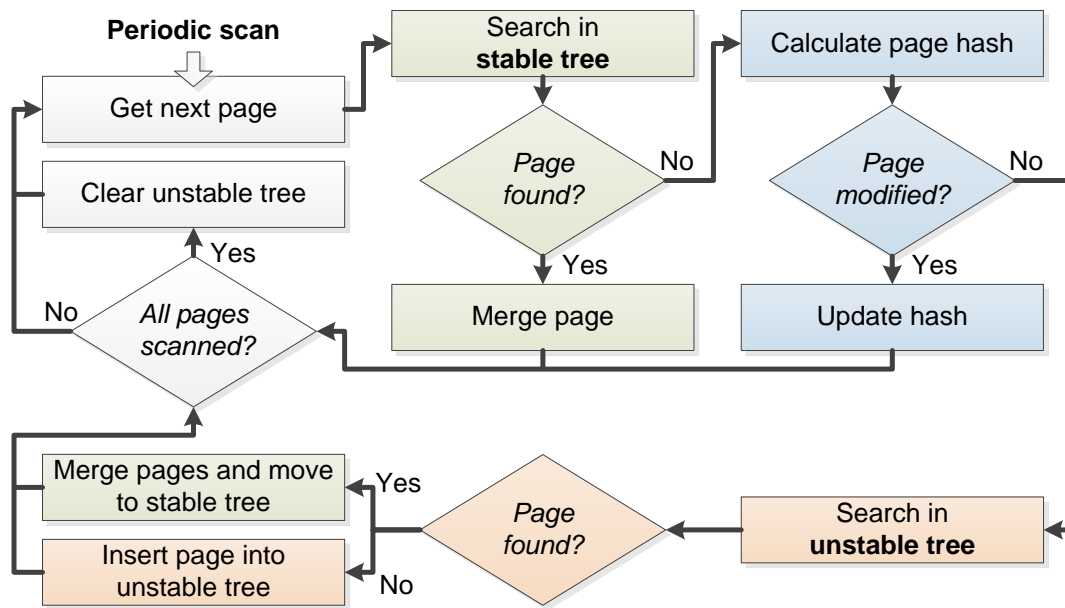 Periodic scan
Get next page
Clear unstable tree
Yes
No
All pages
scanned?
Search in
stable tree
Page
found?
No
Yes
Merge page
Calculate page hash
Page
modified?
No
Yes
Update hash
Search in
unstable tree
Page
found?
Yes
No
Merge pages and move
to stable tree
Insert page into
unstable tree